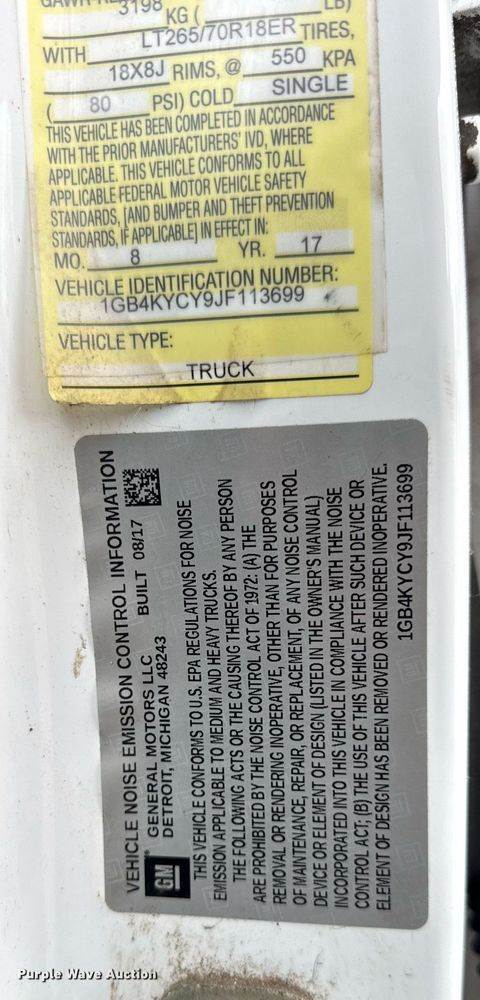 3198 KG ( LB)
WITH LT265/70R18ER TIRES,
18X8J RIMS, @ 550 KPA
( 80 PSI) COLD SINGLE
THIS VEHICLE HAS BEEN COMPLETED IN ACCORDANCE
WITH THE PRIOR MANUFACTURERS' IVD, WHERE
APPLICABLE. THIS VEHICLE CONFORMS TO ALL
APPLICABLE FEDERAL MOTOR VEHICLE SAFETY
STANDARDS, [AND BUMPER AND THEFT PREVENTION
STANDARDS, IF APPLICABLE] IN EFFECT IN:
MO. 8 YR. 17
VEHICLE IDENTIFICATION NUMBER:
1GB4KYCY9JF113699
VEHICLE TYPE:
TRUCK
VEHICLE NOISE EMISSION CONTROL INFORMATION
GM GENERAL MOTORS LLC BUILT 08/17
DETROIT, MICHIGAN 48243
THIS VEHICLE CONFORMS TO U.S. EPA REGULATIONS FOR NOISE
EMISSION APPLICABLE TO MEDIUM AND HEAVY TRUCKS.
THE FOLLOWING ACTS OR THE CAUSING THEREOF BY ANY PERSON
ARE PROHIBITED BY THE NOISE CONTROL ACT OF 1972: (A) THE
REMOVAL OR RENDERING INOPERATIVE, OTHER THAN FOR PURPOSES
OF MAINTENANCE, REPAIR, OR REPLACEMENT, OF ANY NOISE CONTROL
DEVICE OR ELEMENT OF DESIGN (LISTED IN THE OWNER'S MANUAL)
INCORPORATED INTO THIS VEHICLE IN COMPLIANCE WITH THE NOISE
CONTROL ACT; (B) THE USE OF THIS VEHICLE AFTER SUCH DEVICE OR
ELEMENT OF DESIGN HAS BEEN REMOVED OR RENDERED INOPERATIVE.
1GB4KYCY9JF113699
Purple Wave Auction